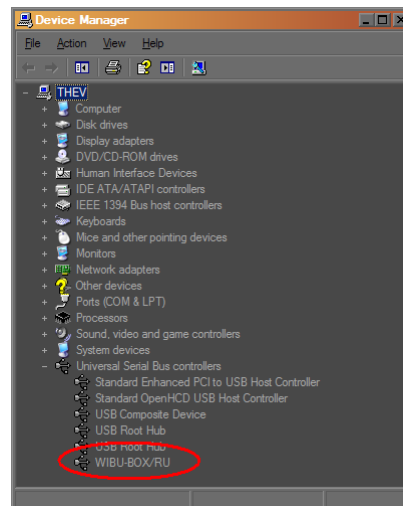 Device Manager
File Action View Help
THEV
Computer
Disk drives
Display adapters
DVD/CD-ROM drives
Human Interface Devices
IDE ATA/ATAPI controllers
IEEE 1394 Bus host controllers
Keyboards
Mice and other pointing devices
Monitors
Network adapters
Other devices
Ports (COM & LPT)
Processors
Sound, video and game controllers
System devices
Universal Serial Bus controllers
Standard Enhanced PCI to USB Host Controller
Standard OpenHCD USB Host Controller
USB Composite Device
USB Root Hub
USB Root Hub
WIBU-BOX/RU